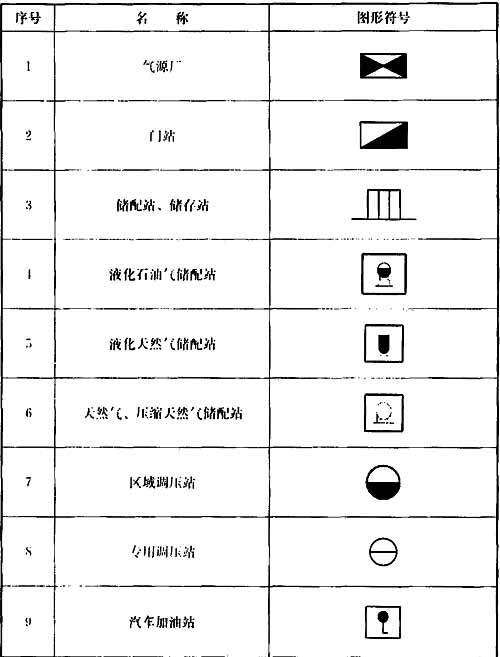 序号 名 称 图形符号
1 气源厂
2 门站
3 储配站、储存站
4 液化石油气储配站
5 液化天然气储配站
6 天然气、压缩天然气储配站
7 区域调压站
8 专用调压站
9 汽车加油站